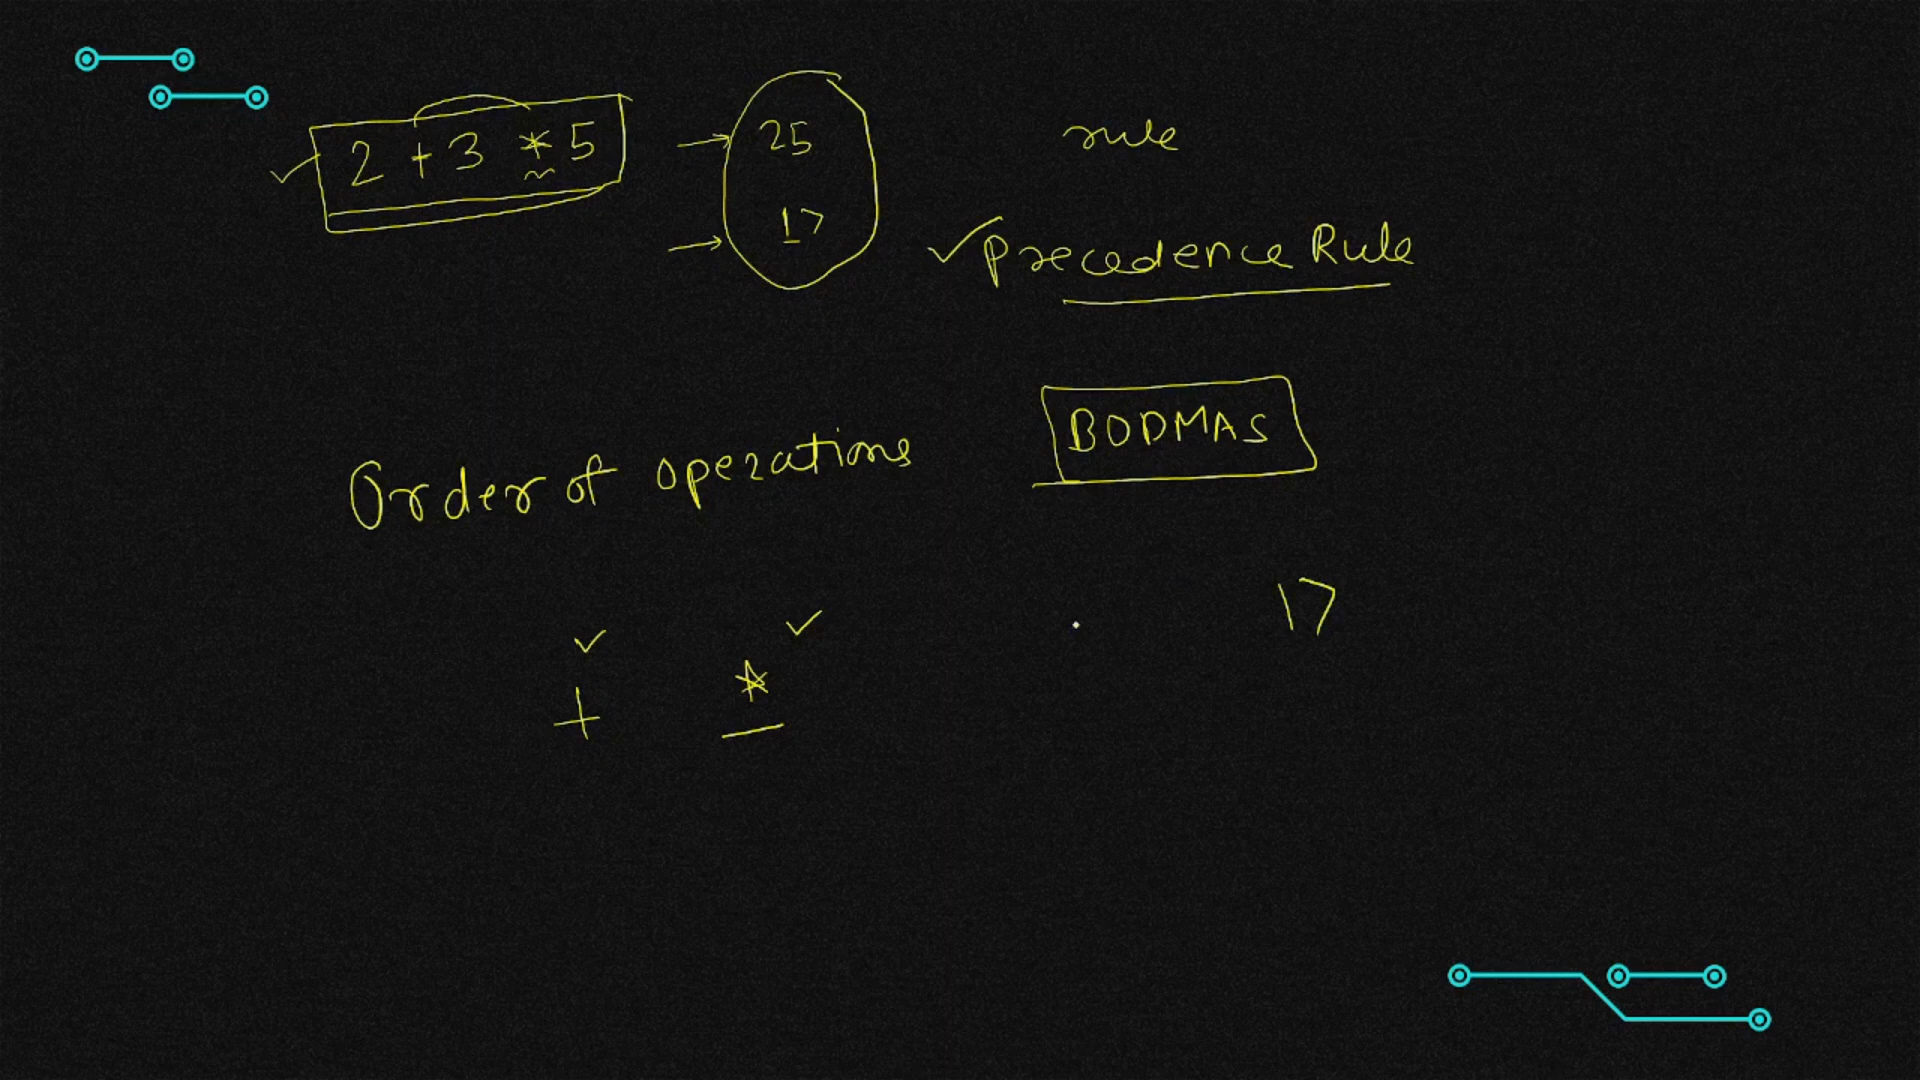 2 + 3 * 5
25
17
rule
Precedence Rule
BODMAS
Order of operations
17
+ *